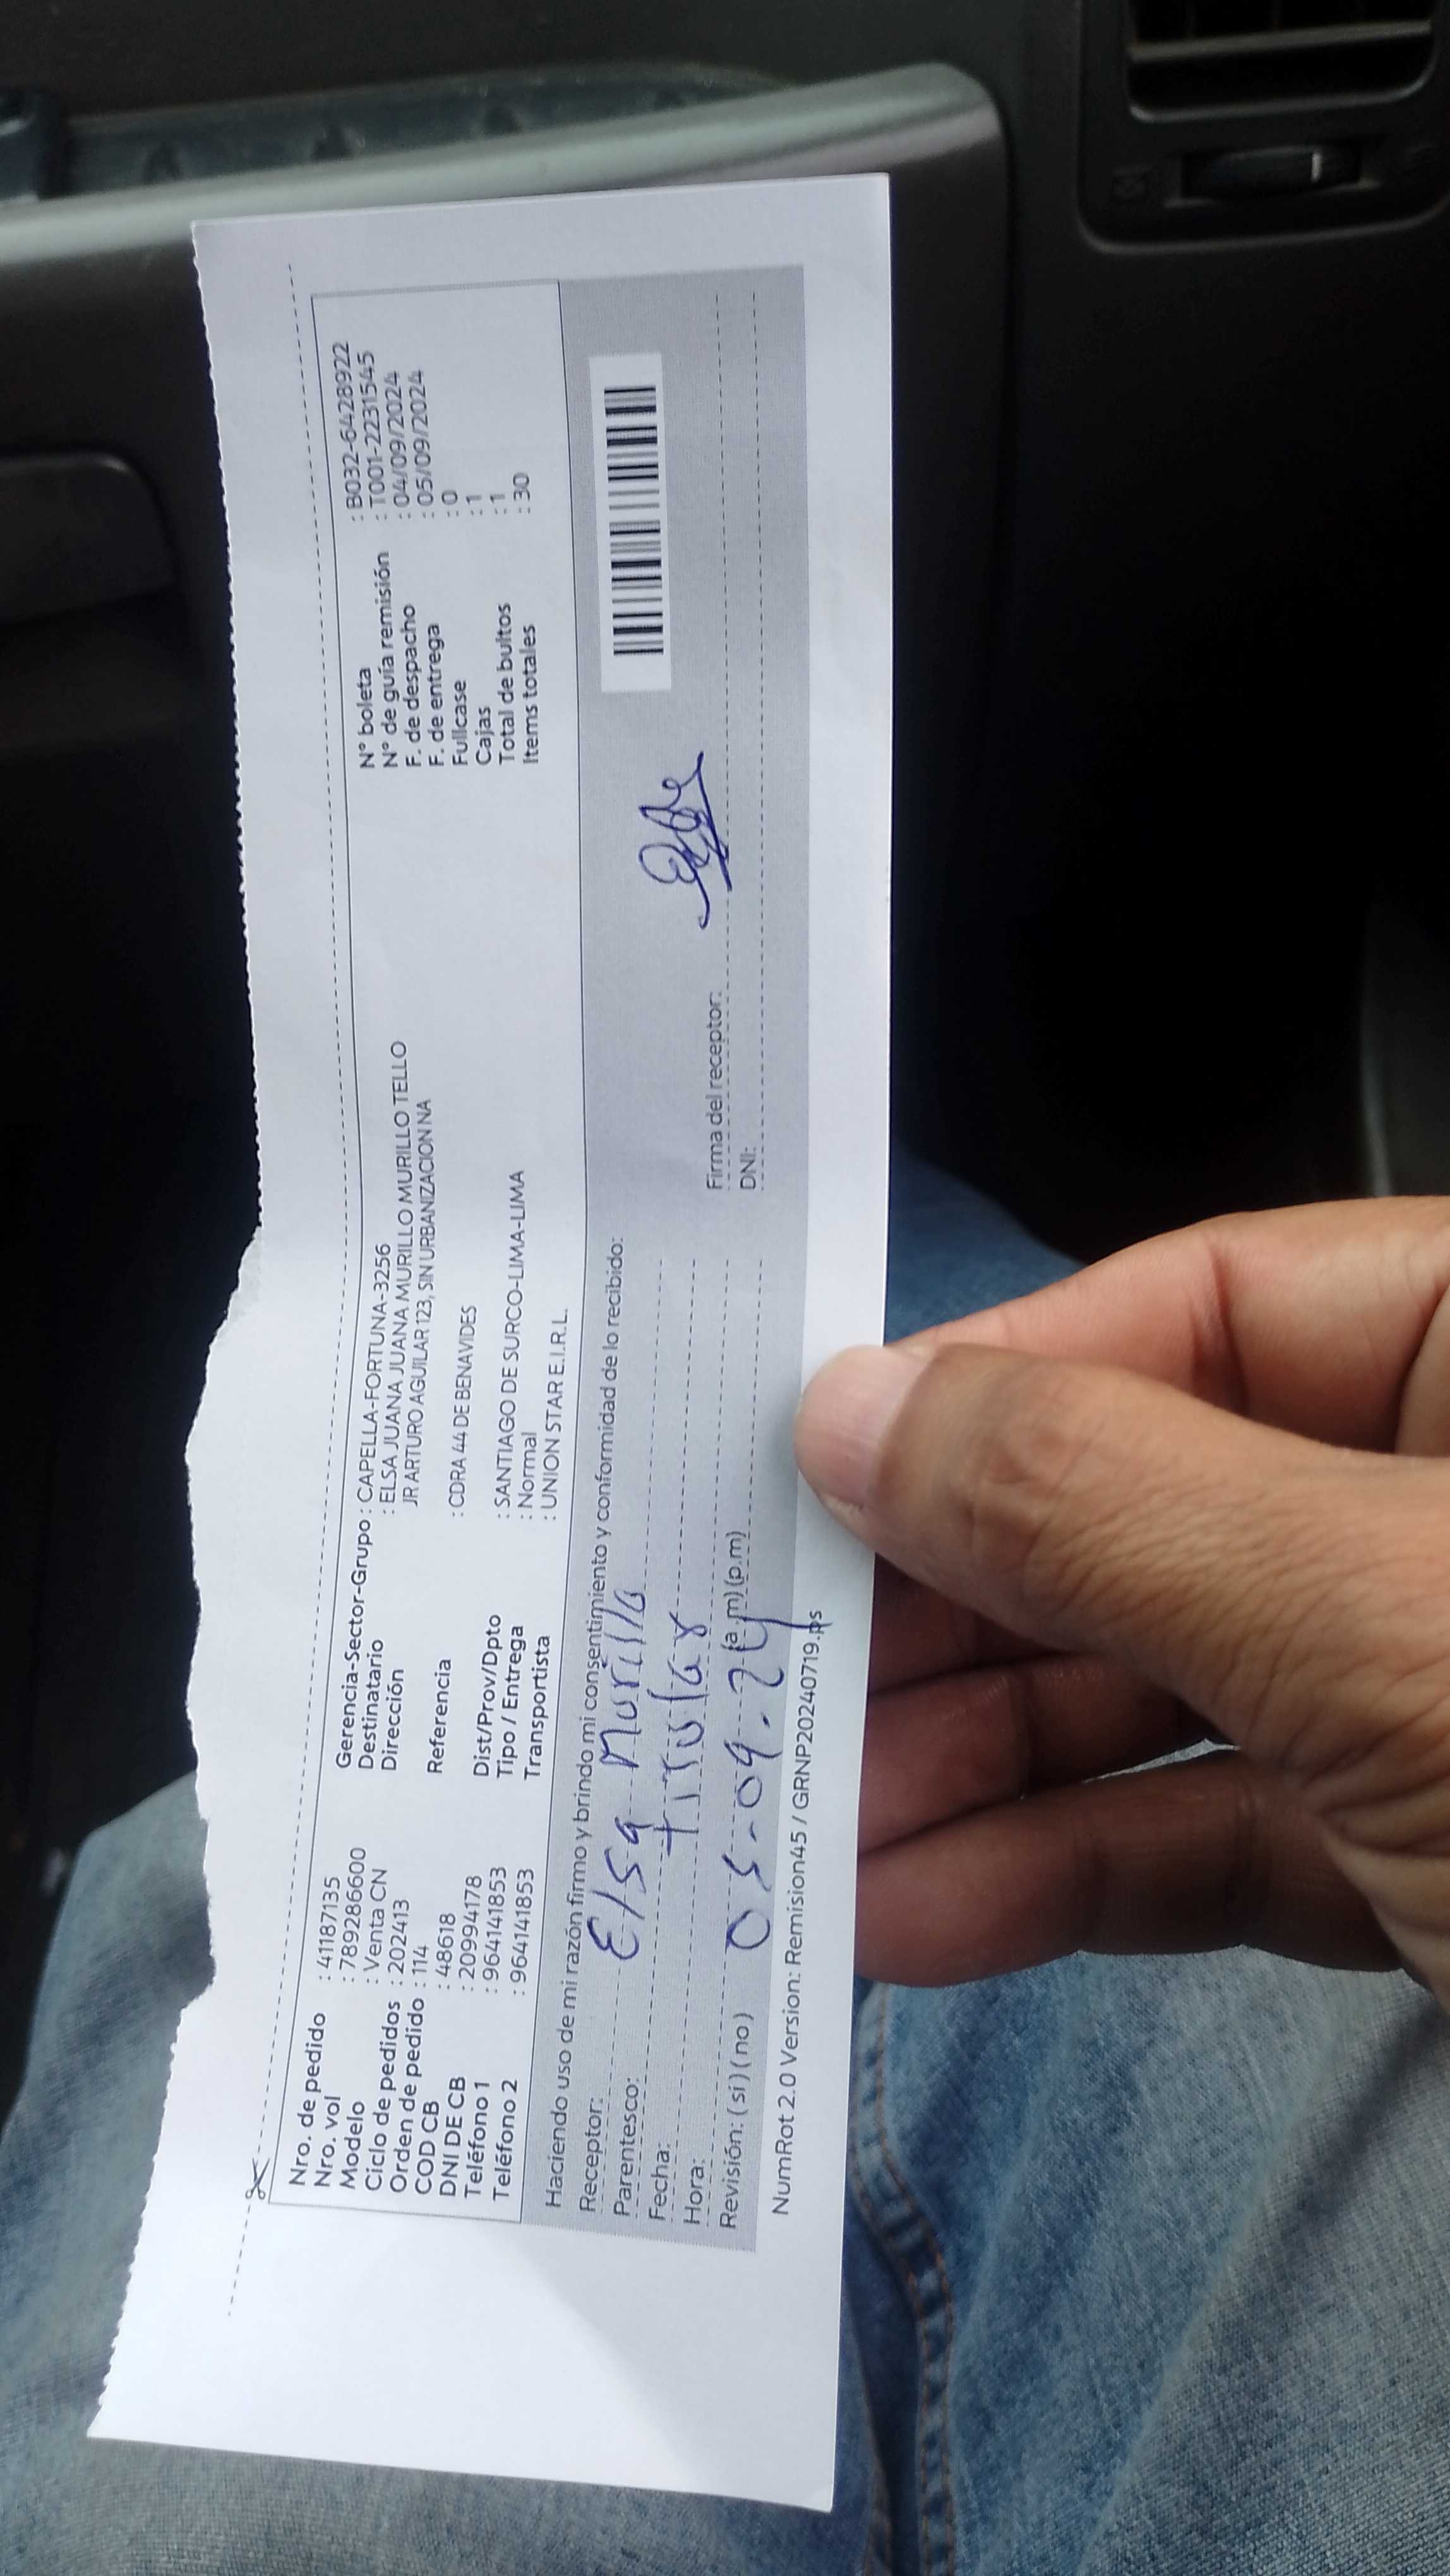 Nro. de pedido : 41187135
Nro. vol : 7892866600
Modelo : Venta CN
Ciclo de pedidos : 202413
Orden de pedido : 114
COD CB : 48618
DNI DE CB : 20994178
Teléfono 1 : 964141853
Teléfono 2 : 964141853
Gerencia-Sector-Grupo : CAPELLA-FORTUNA-3256
Destinatario : ELSA JUANA JUANA MURILLO MURILLO TELLO
Dirección JR ARTURO AGUILAR 123, SIN URBANIZACION NA
Referencia : CDRA 44 DE BENAVIDES
Dist/Prov/Dpto : SANTIAGO DE SURCO-LIMA-LIMA
Tipo / Entrega : Normal
Transportista : UNION STAR E.I.R.L.
N° boleta : B032-6428922
N° de guía remisión : T001-2231545
F. de despacho : 04/09/2024
F. de entrega : 05/09/2024
Fullcase : 0
Cajas : 1
Total de bultos : 1
Items totales : 30
Haciendo uso de mi razón firmo y brindo mi consentimiento y conformidad de lo recibido:
Receptor: Elsa Murillo
Parentesco: titular
Fecha:
Hora: 05-09.24 (a.m) (p.m)
Revisión: (si) (no)
Firma del receptor:
DNI:
NumRot 2.0 Version: Remision45 / GRNP20240719.ps